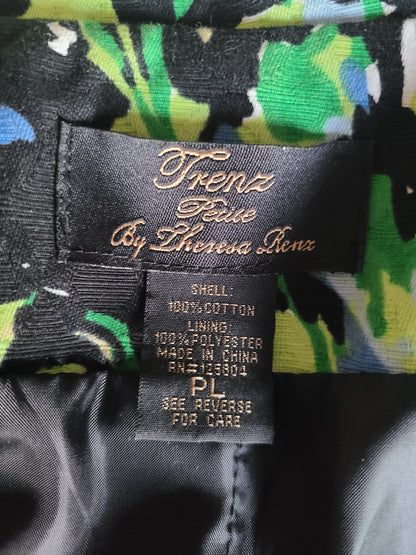 Trenz
Petite
By Theresa Renz
SHELL:
100% COTTON
LINING:
100% POLYESTER
MADE IN CHINA
RN# 125804
PL
SEE REVERSE
FOR CARE